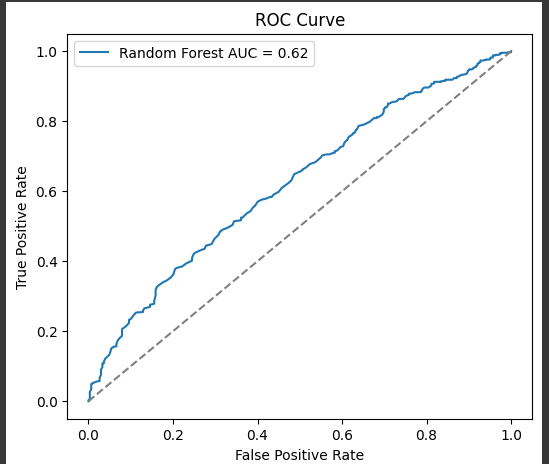 ROC Curve
Random Forest AUC = 0.62
True Positive Rate
1.0
0.8
0.6
0.4
0.2
0.0
0.0 0.2 0.4 0.6 0.8 1.0
False Positive Rate